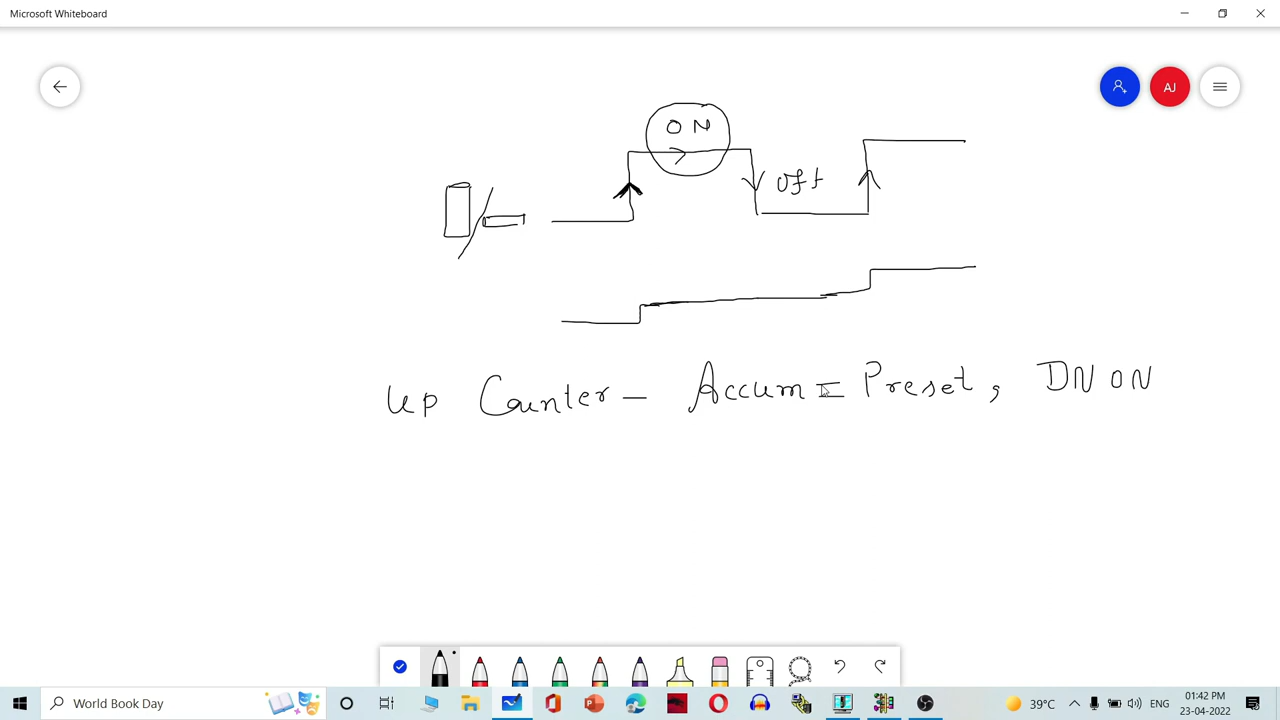 Microsoft Whiteboard
AJ
ON
Off
Up Counter - Accum = Preset, DN ON
World Book Day
39°C
ENG
01:42 PM
23-04-2022